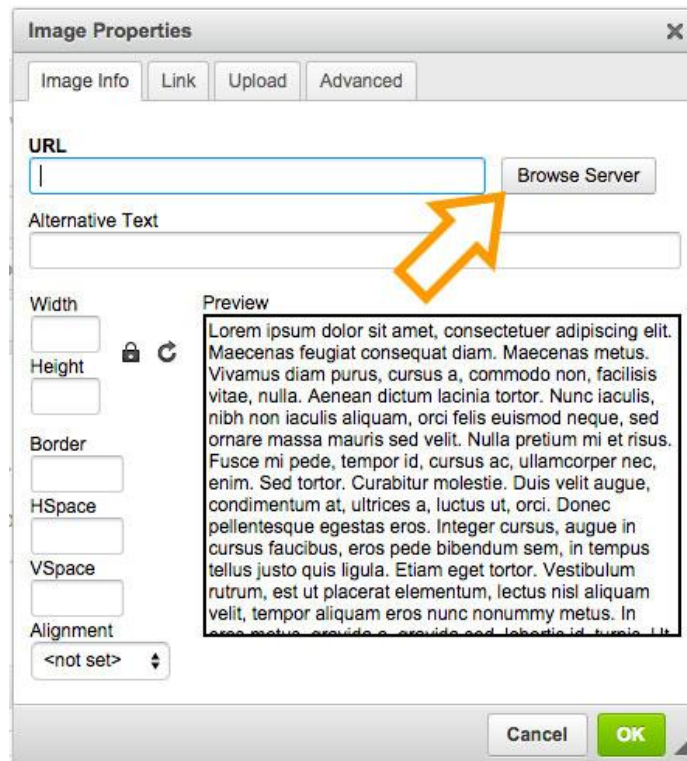 Image Properties
Image Info Link Upload Advanced
URL
Browse Server
Alternative Text
Width
Height
Border
HSpace
VSpace
Alignment
<not set>
Preview
Lorem ipsum dolor sit amet, consectetuer adipiscing elit.
Maecenas feugiat consequat diam. Maecenas metus.
Vivamus diam purus, cursus a, commodo non, facilisis
vitae, nulla. Aenean dictum lacinia tortor. Nunc iaculis,
nibh non iaculis aliquam, orci felis euismod neque, sed
ornare massa mauris sed velit. Nulla pretium mi et risus.
Fusce mi pede, tempor id, cursus ac, ullamcorper nec,
enim. Sed tortor. Curabitur molestie. Duis velit augue,
condimentum at, ultrices a, luctus ut, orci. Donec
pellentesque egestas eros. Integer cursus, augue in
cursus faucibus, eros pede bibendum sem, in tempus
tellus justo quis ligula. Etiam eget tortor. Vestibulum
rutrum, est ut placerat elementum, lectus nisl aliquam
velit, tempor aliquam eros nunc nonummy metus. In
Cancel OK